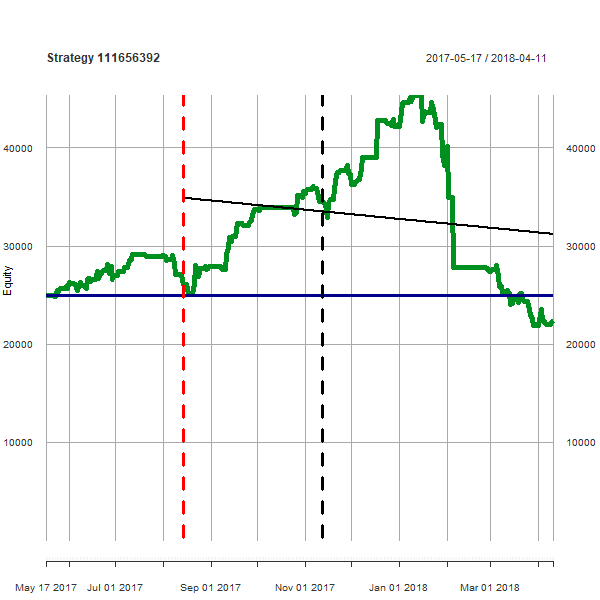 Strategy 111656392
2017-05-17 / 2018-04-11
40000
40000
30000
30000
Equity
20000
20000
10000
10000
May 17 2017
Jul 01 2017
Sep 01 2017
Nov 01 2017
Jan 01 2018
Mar 01 2018